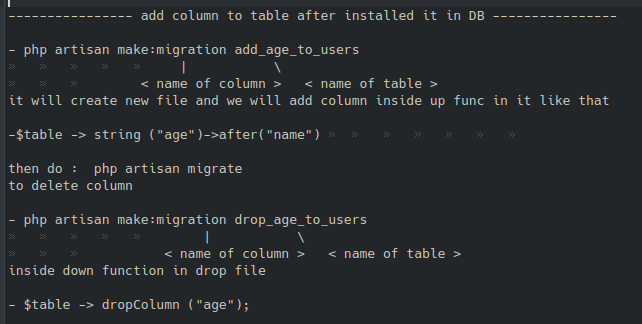 ---------------- add column to table after installed it in DB ----------------
- php artisan make:migration add_age_to_users
» » » » » | \
» » » < name of column > < name of table >
it will create new file and we will add column inside up func in it like that
-$table -> string ("age")->after("name") » » » » » » »
then do : php artisan migrate
to delete column
- php artisan make:migration drop_age_to_users
» » » » » | \
» » » < name of column > < name of table >
inside down function in drop file
- $table -> dropColumn ("age");